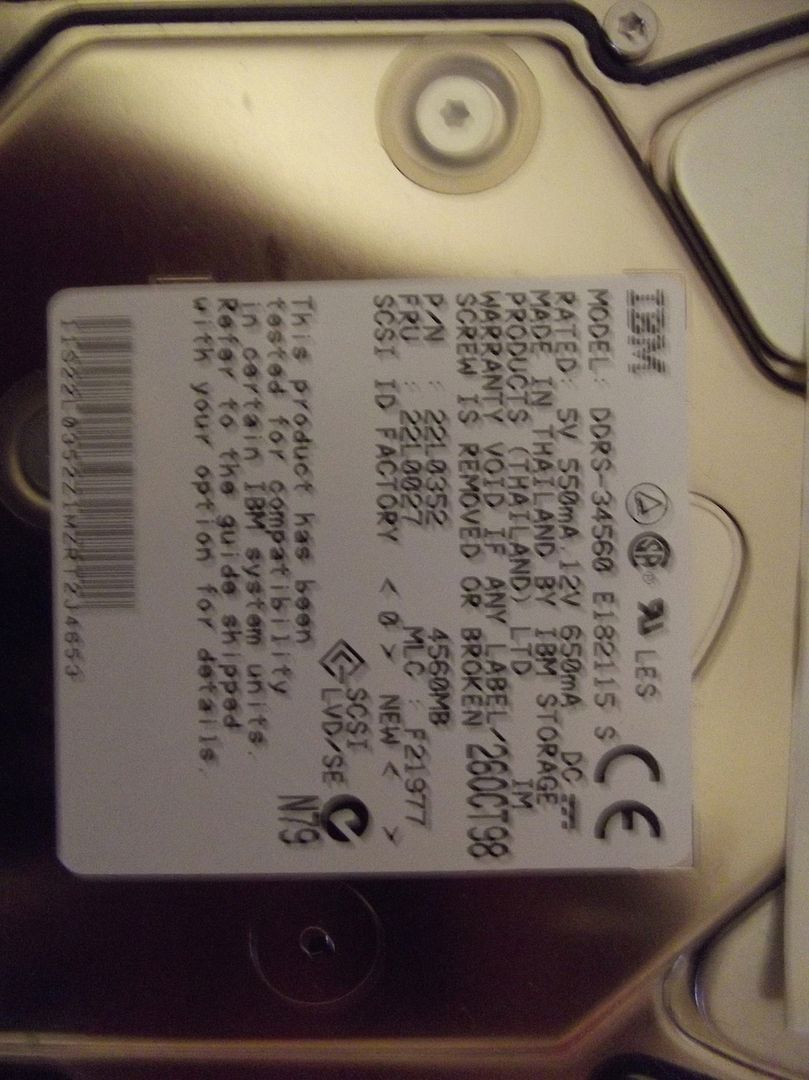 IBM LES
MODEL: DDRS-34560 E182115 S
RATED: 5V 550mA,12V 650mA DC
MADE IN THAILAND BY IBM STORAGE
PRODUCTS (THAILAND) LTD IM
WARRANTY VOID IF ANY LABEL/ 26OCT98
SCREW IS REMOVED OR BROKEN
P/N : 22L0352 4560MB
FRU : 22L0027 MLC : F21977
SCSI ID FACTORY < 0 > NEW < >
SCSI
LVD/SE
N79
This product has been
tested for compatibility
in certain IBM system units.
Refer to the guide shipped
with your option for details.